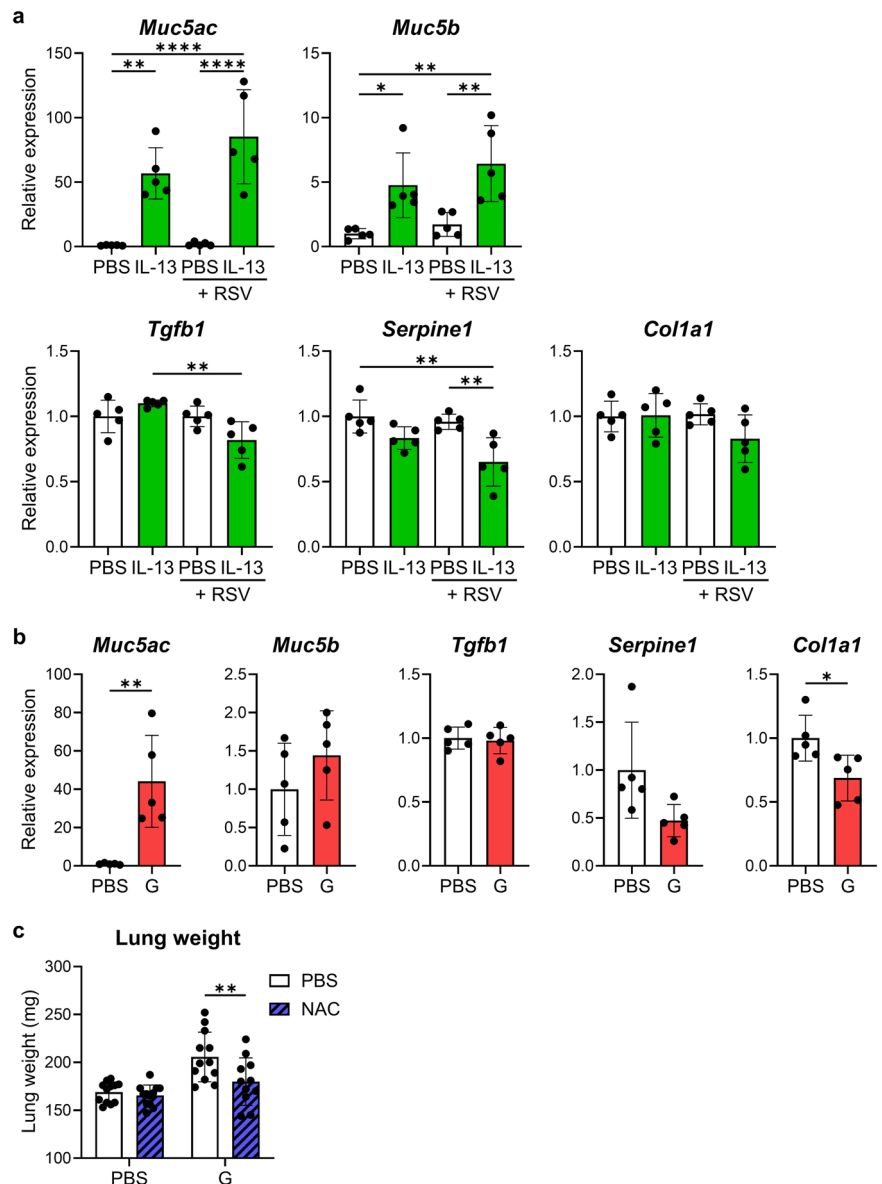 a
Muc5ac
Muc5b
Relative expression
150
100
50
0
****
**
****
PBS IL-13 PBS IL-13
+ RSV
15
10
5
0
**
*
**
PBS IL-13 PBS IL-13
+ RSV
Tgfb1
Serpine1
Col1a1
Relative expression
1.5
1.0
0.5
0.0
**
PBS IL-13 PBS IL-13
+ RSV
1.5
1.0
0.5
0.0
**
**
PBS IL-13 PBS IL-13
+ RSV
1.5
1.0
0.5
0.0
PBS IL-13 PBS IL-13
+ RSV
b
Muc5ac
Muc5b
Tgfb1
Serpine1
Col1a1
Relative expression
100
80
60
40
20
0
**
PBS G
2.5
2.0
1.5
1.0
0.5
0.0
PBS G
1.5
1.0
0.5
0.0
PBS G
2.0
1.5
1.0
0.5
0.0
PBS G
1.5
1.0
0.5
0.0
*
PBS G
c
Lung weight
Lung weight (mg)
300
250
200
150
100
**
PBS
NAC
PBS G